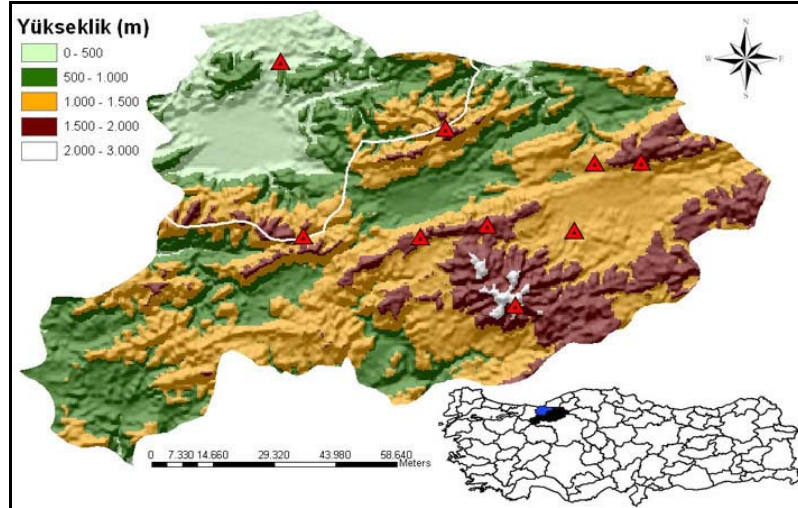 Yükseklik (m)
0 - 500
500 - 1.000
1.000 - 1.500
1.500 - 2.000
2.000 - 3.000
N
W E
S
0 7.330 14.660 29.320 43.980 58.640
Meters